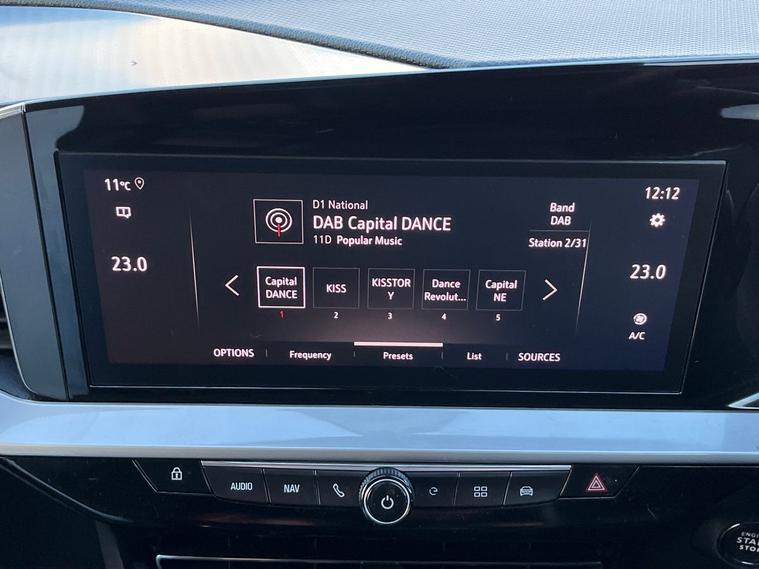 11°C
12:12
D1 National
DAB Capital DANCE
11D Popular Music
Band
DAB
Station 2/31
23.0
23.0
Capital
DANCE
1
KISS
2
KISSTOR
Y
3
Dance
Revolut...
4
Capital
NE
5
A/C
OPTIONS
Frequency
Presets
List
SOURCES
AUDIO
NAV